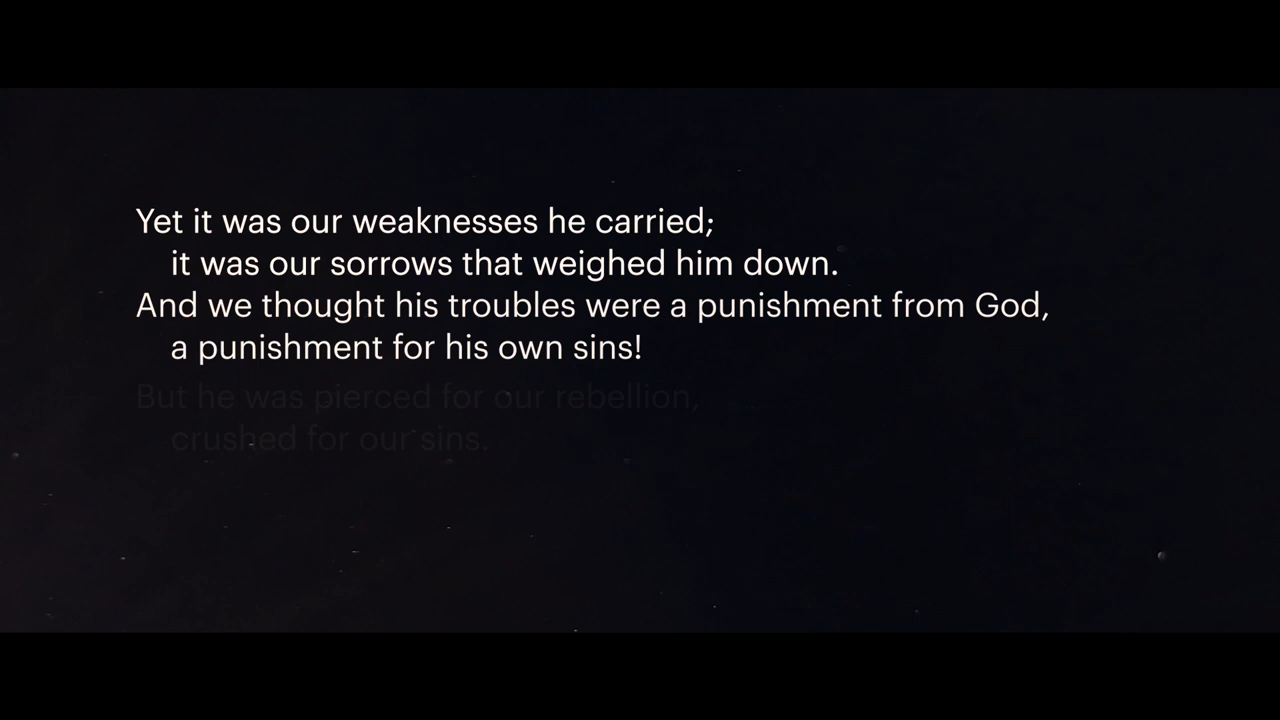 Yet it was our weaknesses he carried;
it was our sorrows that weighed him down.
And we thought his troubles were a punishment from God,
a punishment for his own sins!
But he was pierced for our rebellion,
crushed for our sins.